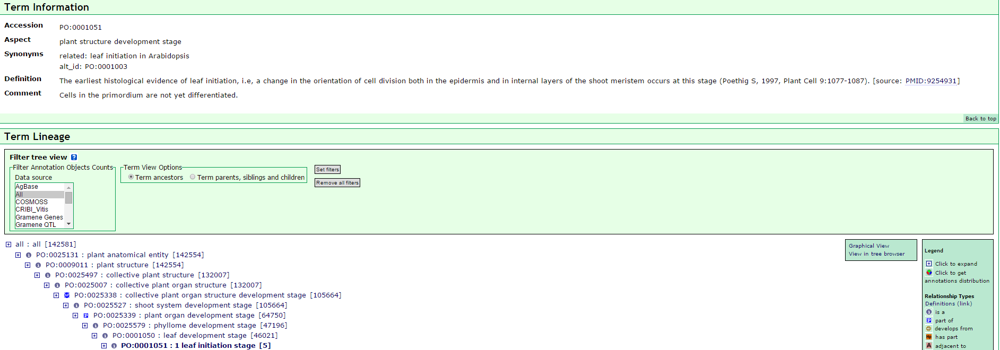 Term Information
Accession PO:0001051
Aspect plant structure development stage
Synonyms related: leaf initiation in Arabidopsis
alt_id: PO:0001003
Definition The earliest histological evidence of leaf initiation, i.e, a change in the orientation of cell division both in the epidermis and in internal layers of the shoot meristem occurs at this stage (Poethig S, 1997, Plant Cell 9:1077-1087). [source: PMID:9254931]
Comment Cells in the primordium are not yet differentiated.
Back to top
Term Lineage
Filter tree view ?
Filter Annotation Objects Counts
Data source
AgBase
All
COSMOSS
CRIBI_Vitis
Gramene Genes
Gramene QTL
Term View Options
Term ancestors Term parents, siblings and children
Set filters
Remove all filters
all : all [142581]
PO:0025131 : plant anatomical entity [142554]
PO:0009011 : plant structure [142554]
PO:0025497 : collective plant structure [132007]
PO:0025007 : collective plant organ structure [132007]
PO:0025338 : collective plant organ structure development stage [105664]
PO:0025527 : shoot system development stage [105664]
PO:0025339 : plant organ development stage [64750]
PO:0025579 : phyllome development stage [47196]
PO:0001050 : leaf development stage [46021]
PO:0001051 : 1 leaf initiation stage [5]
Graphical View
View in tree browser
Legend
Click to expand
Click to get
annotations distribution
Relationship Types
Definitions (link)
is a
P part of
D develops from
Hp has part
A adjacent to